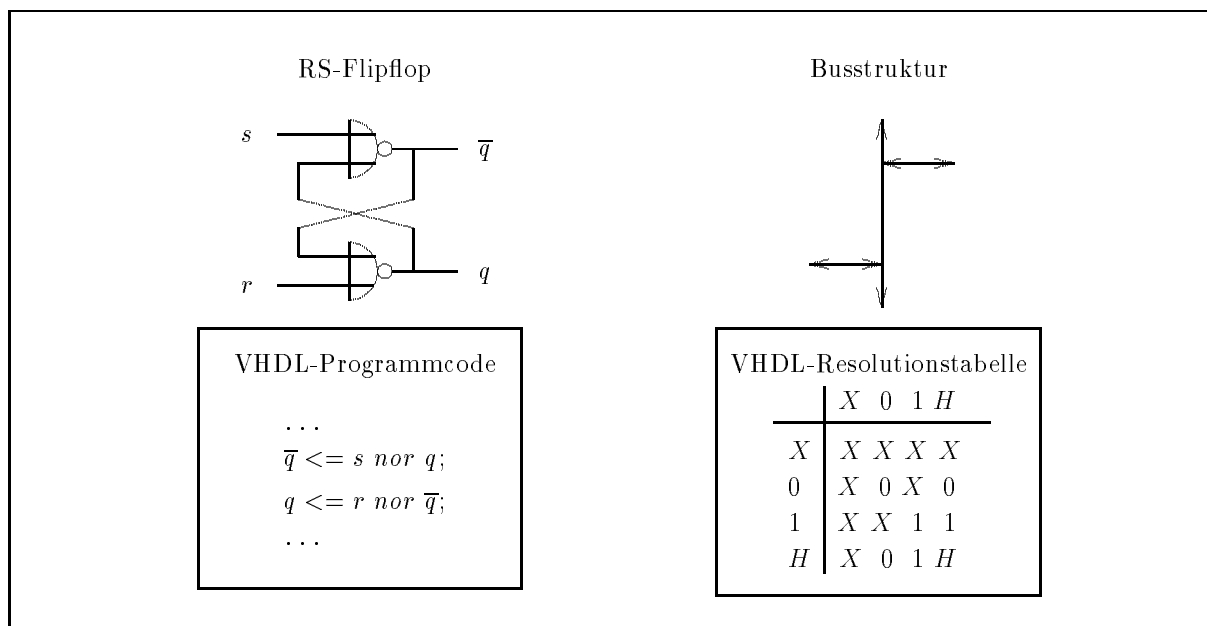 RS-Flipflop
s
q̅
r
q
VHDL-Programmcode
...
q̅ <= s nor q;
q <= r nor q̅;
...
Busstruktur
VHDL-Resolutionstabelle
X 0 1 H
X X X X X
0 X 0 X 0
1 X X 1 1
H X 0 1 H